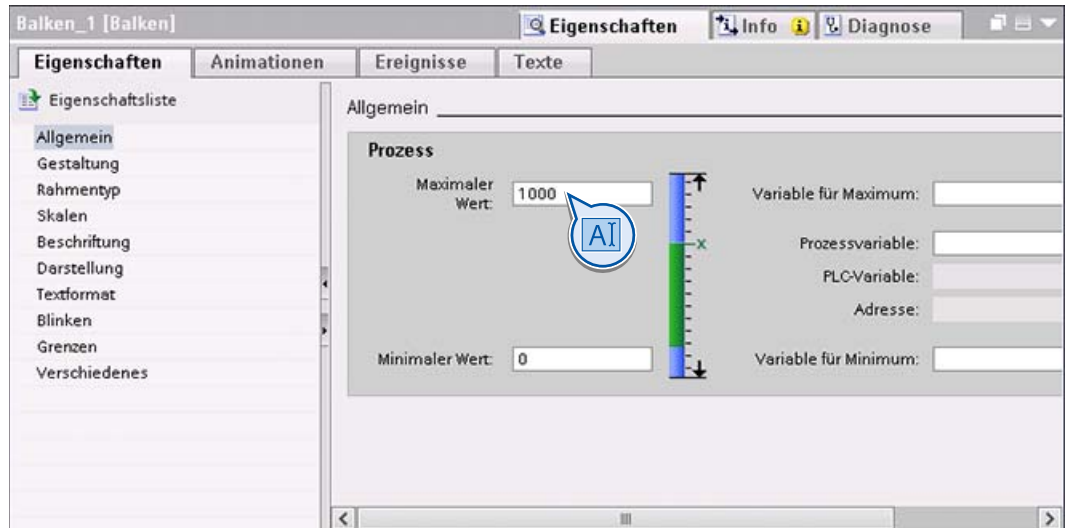 Balken_1 [Balken]
Eigenschaften
Info
Diagnose
Eigenschaften
Animationen
Ereignisse
Texte
Eigenschaftsliste
Allgemein
Gestaltung
Rahmentyp
Skalen
Beschriftung
Darstellung
Textformat
Blinken
Grenzen
Verschiedenes
Allgemein
Prozess
Maximaler
Wert:
1000
AI
X
Variable für Maximum:
Prozessvariable:
PLC-Variable:
Adresse:
Minimaler Wert:
0
Variable für Minimum: